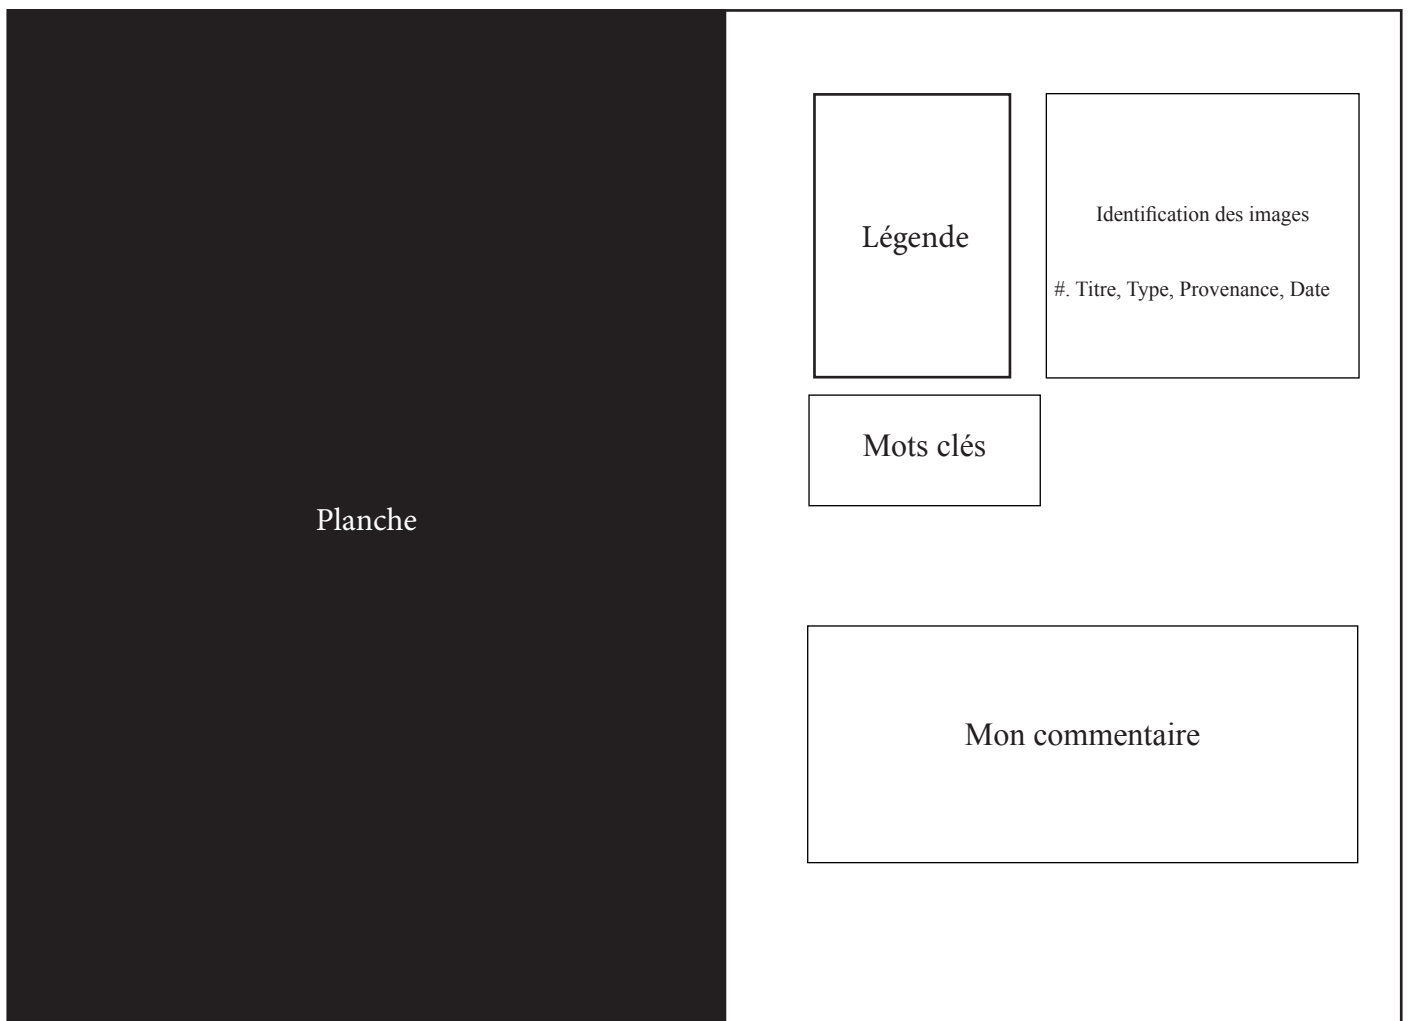 Planche
Légende
Identification des images
#. Titre, Type, Provenance, Date
Mots clés
Mon commentaire